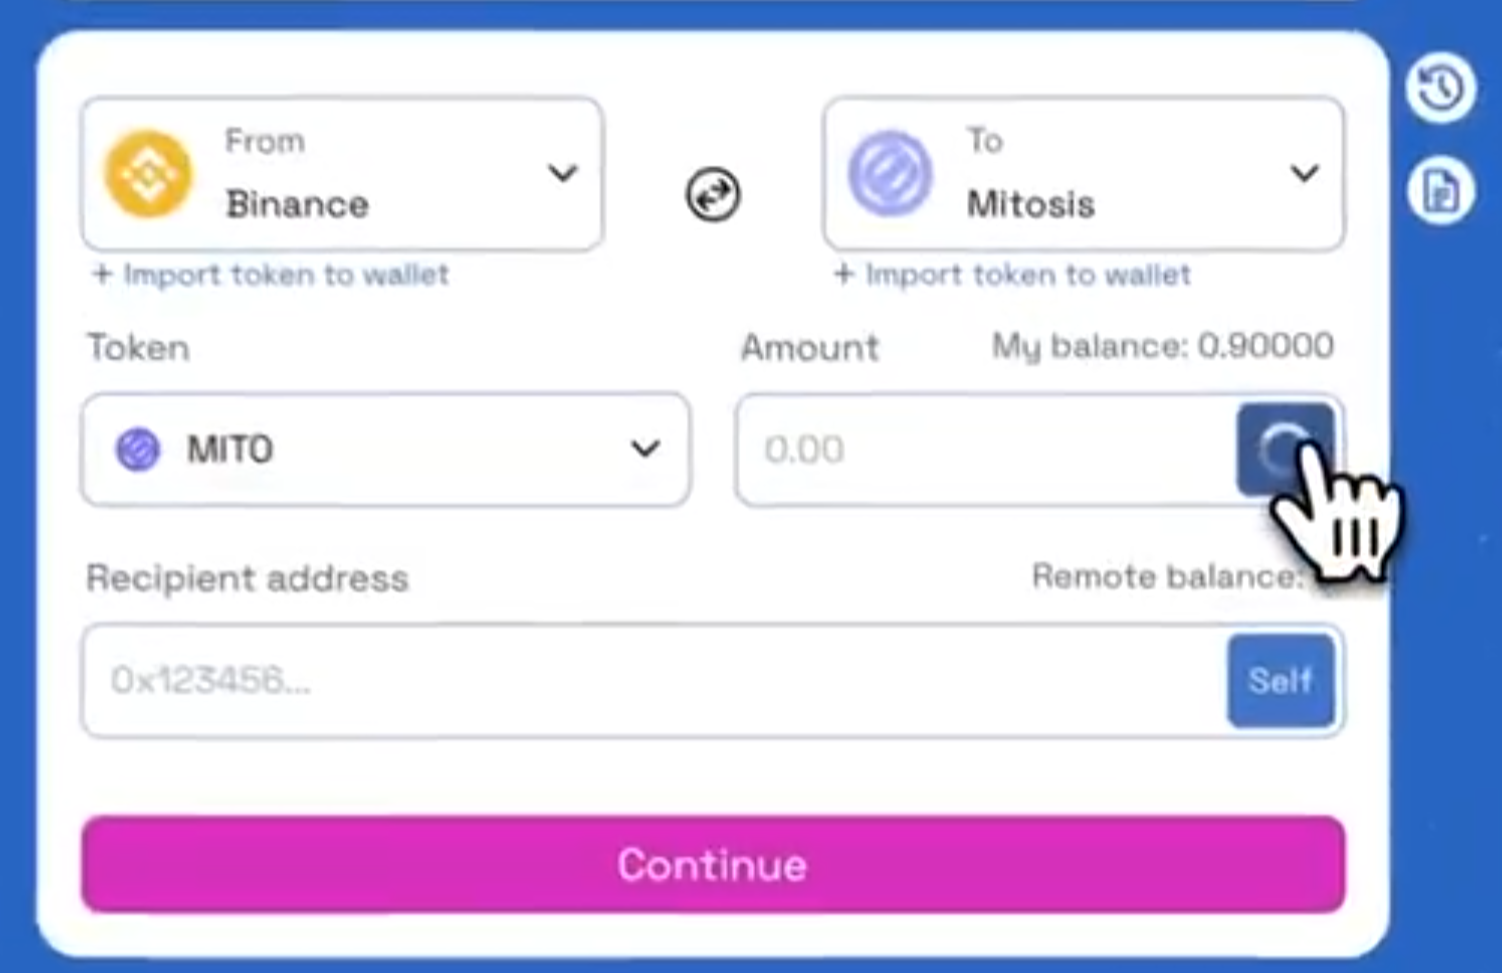 From
Binance
To
Mitosis
+ Import token to wallet
+ Import token to wallet
Token
Amount
My balance: 0.90000
MITO
0.00
Recipient address
Remote balance:
0x123456...
Self
Continue